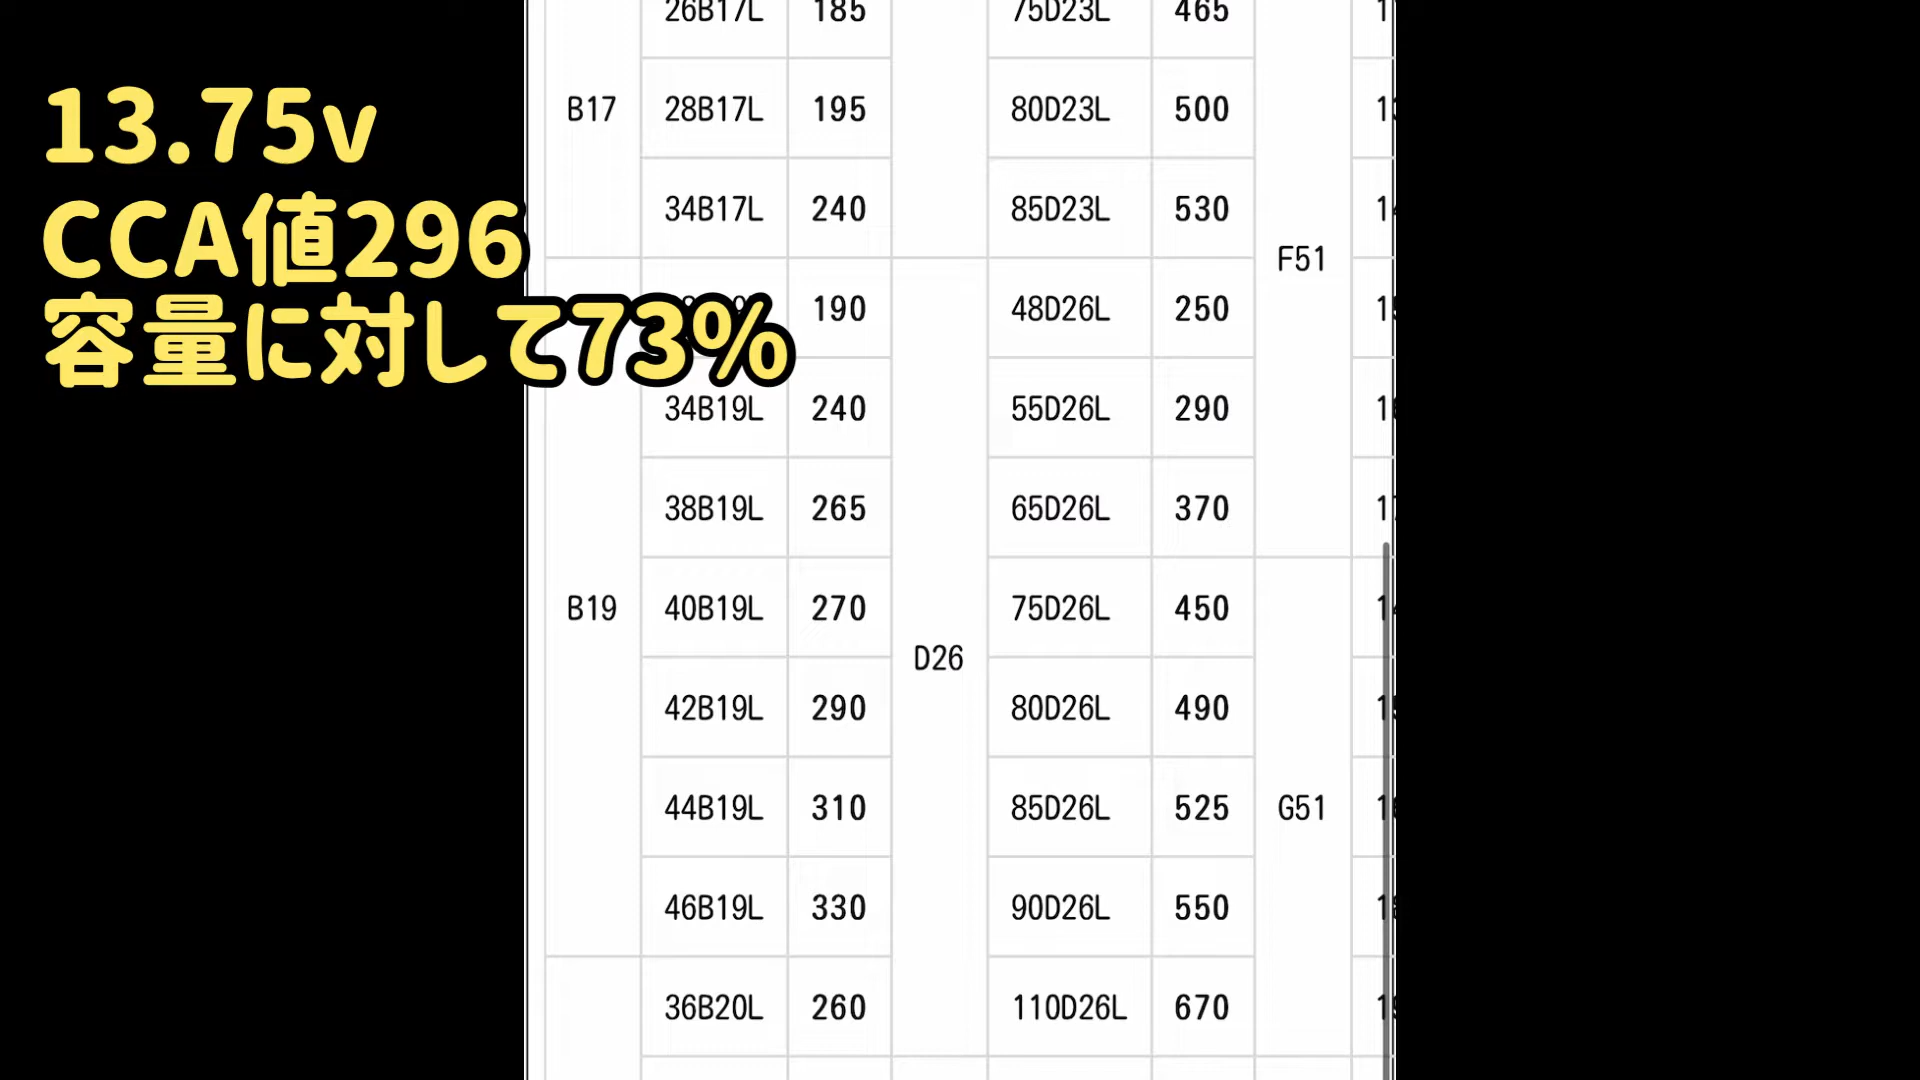 13.75v
CCA値296
容量に対して73%
26B17L 185 75D23L 465
B17 28B17L 195 80D23L 500
34B17L 240 85D23L 530
F51
190 48D26L 250
34B19L 240 55D26L 290
38B19L 265 65D26L 370
B19 40B19L 270 75D26L 450
D26
42B19L 290 80D26L 490
44B19L 310 85D26L 525 G51
46B19L 330 90D26L 550
36B20L 260 110D26L 670